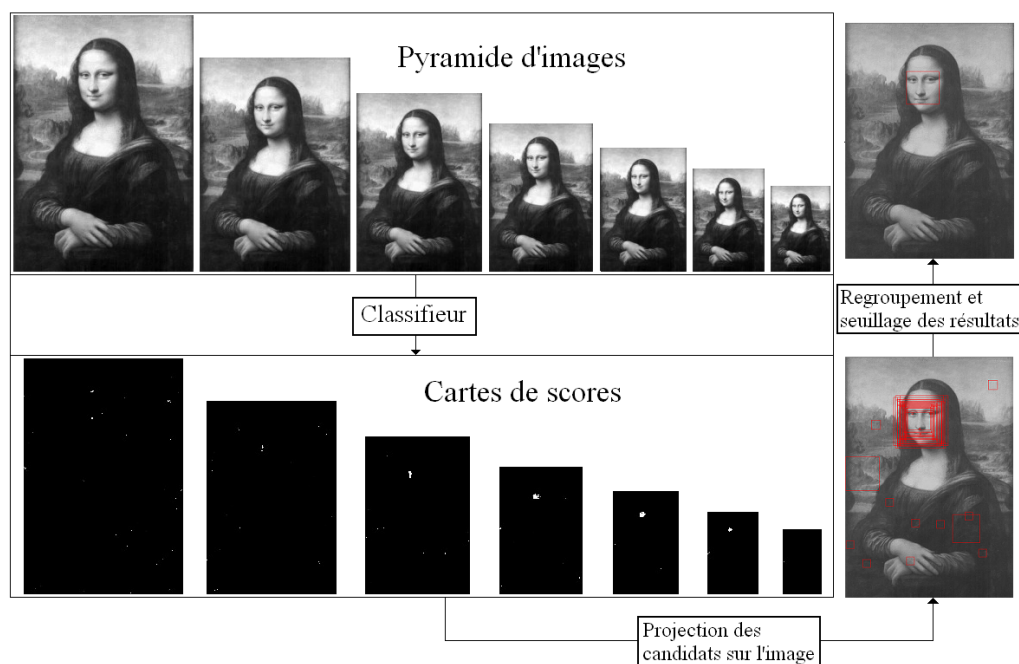 Pyramide d'images
Classifieur
Cartes de scores
Projection des
candidats sur l'image
Regroupement et
seuillage des résultats